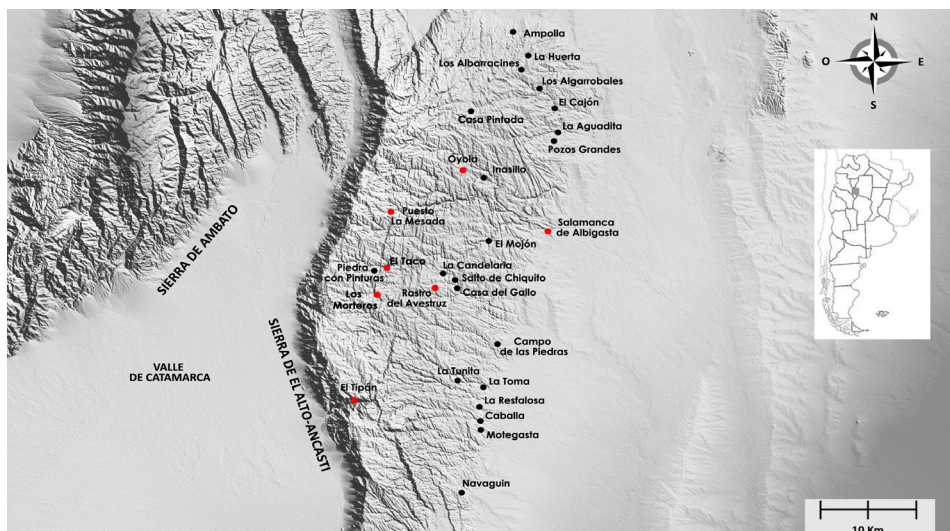 N
O
E
S
Ampolla
La Huerta
Los Albarracines
Los Algarrobales
El Cajón
Casa Pintada
La Aguadita
Pozos Grandes
Oyola
Inasillo
Puesto
La Mesada
Salamanca
de Albigasta
El Mojón
El Taco
Piedra
con Pinturas
La Candelaria
Salto de Chiquito
Casa del Gallo
Los
Morteros
Rastro
del Avestruz
SIERRA DE AMBATO
SIERRA DE EL ALTO-ANCASTI
VALLE
DE CATAMARCA
Campo
de las Piedras
La Tunita
La Toma
El Tipán
La Resfalosa
Caballa
Motegasta
Navaguin
10 Km